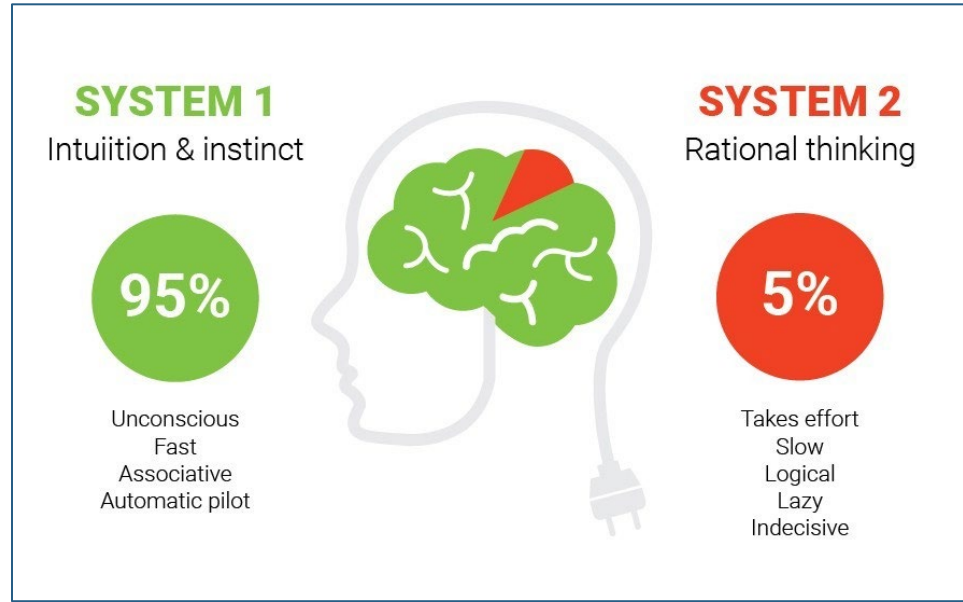 SYSTEM 1
Intuiition & instinct
95%
Unconscious
Fast
Associative
Automatic pilot
SYSTEM 2
Rational thinking
5%
Takes effort
Slow
Logical
Lazy
Indecisive